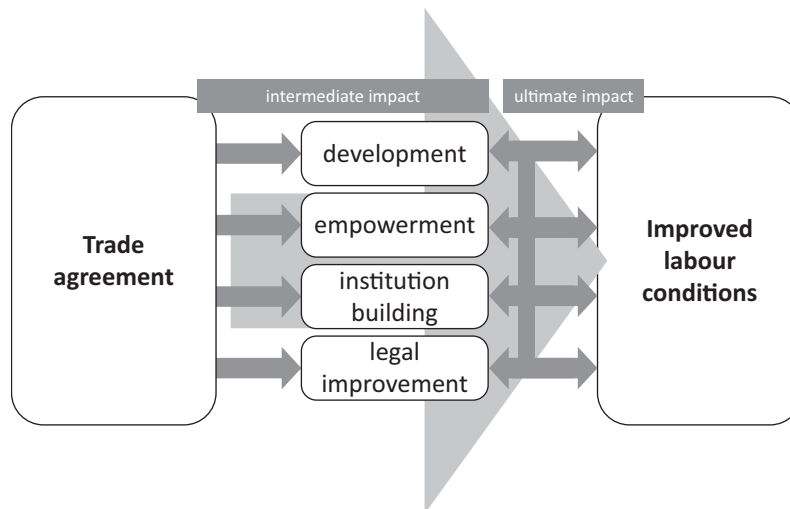 intermediate impact
ultimate impact
development
empowerment
institution
building
legal
improvement
Trade
agreement
Improved
labour
conditions